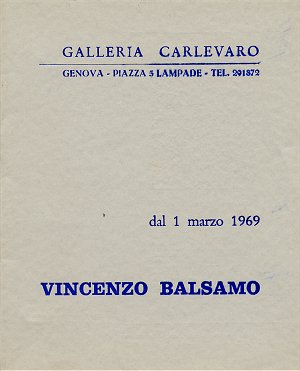 GALLERIA CARLEVARO
GENOVA - PIAZZA 5 LAMPADE - TEL. 291872
dal 1 marzo 1969
VINCENZO BALSAMO